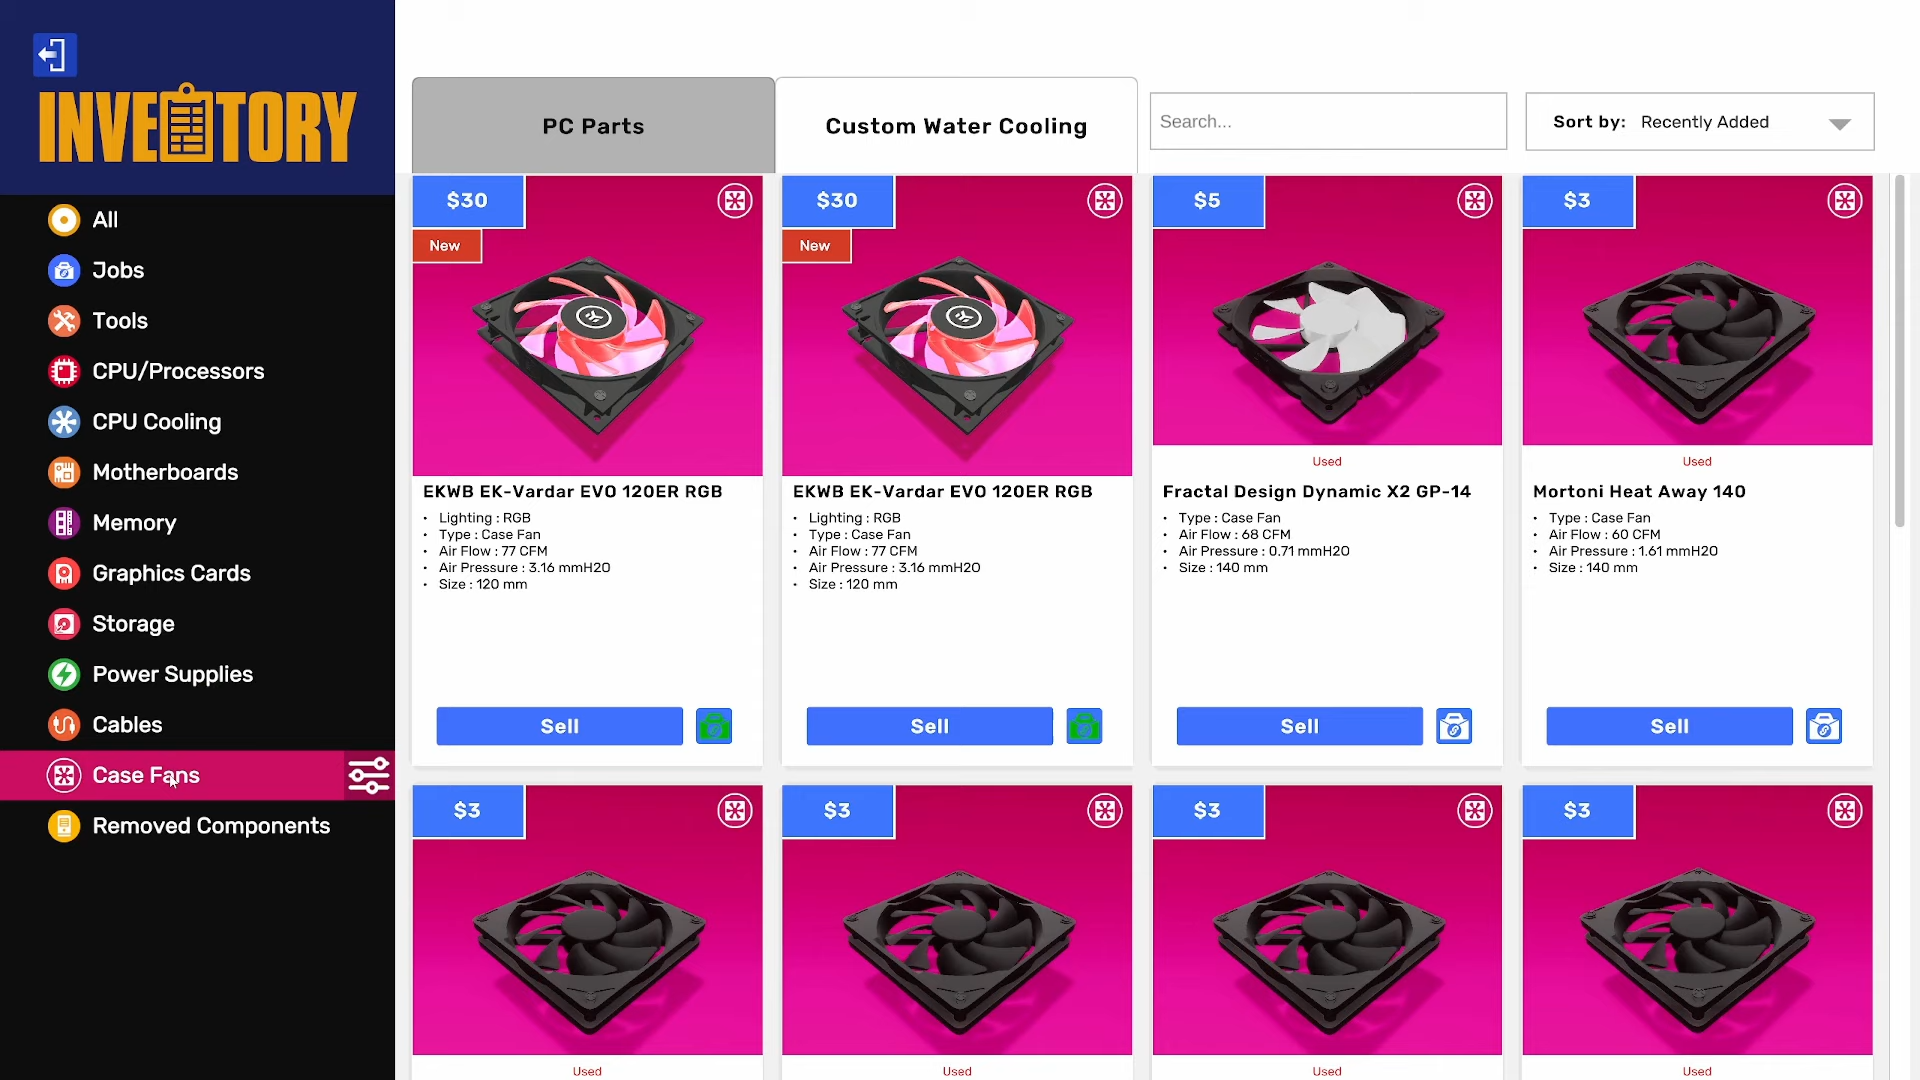 INVENTORY
PC Parts
Custom Water Cooling
Search...
Sort by: Recently Added
All
Jobs
Tools
CPU/Processors
CPU Cooling
Motherboards
Memory
Graphics Cards
Storage
Power Supplies
Cables
Case Fans
Removed Components
$30
New
EKWB EK-Vardar EVO 120ER RGB
• Lighting : RGB
• Type : Case Fan
• Air Flow : 77 CFM
• Air Pressure : 3.16 mmH2O
• Size : 120 mm
Sell
$30
New
EKWB EK-Vardar EVO 120ER RGB
• Lighting : RGB
• Type : Case Fan
• Air Flow : 77 CFM
• Air Pressure : 3.16 mmH2O
• Size : 120 mm
Sell
$5
Used
Fractal Design Dynamic X2 GP-14
• Type : Case Fan
• Air Flow : 68 CFM
• Air Pressure : 0.71 mmH2O
• Size : 140 mm
Sell
$3
Used
Mortoni Heat Away 140
• Type : Case Fan
• Air Flow : 60 CFM
• Air Pressure : 1.61 mmH2O
• Size : 140 mm
Sell
$3
Used
$3
Used
$3
Used
$3
Used